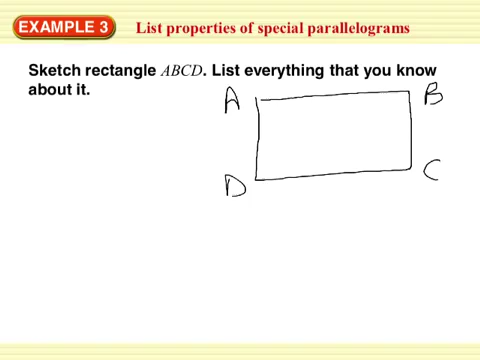 EXAMPLE 3 List properties of special parallelograms
Sketch rectangle ABCD. List everything that you know
about it.
A B
D C